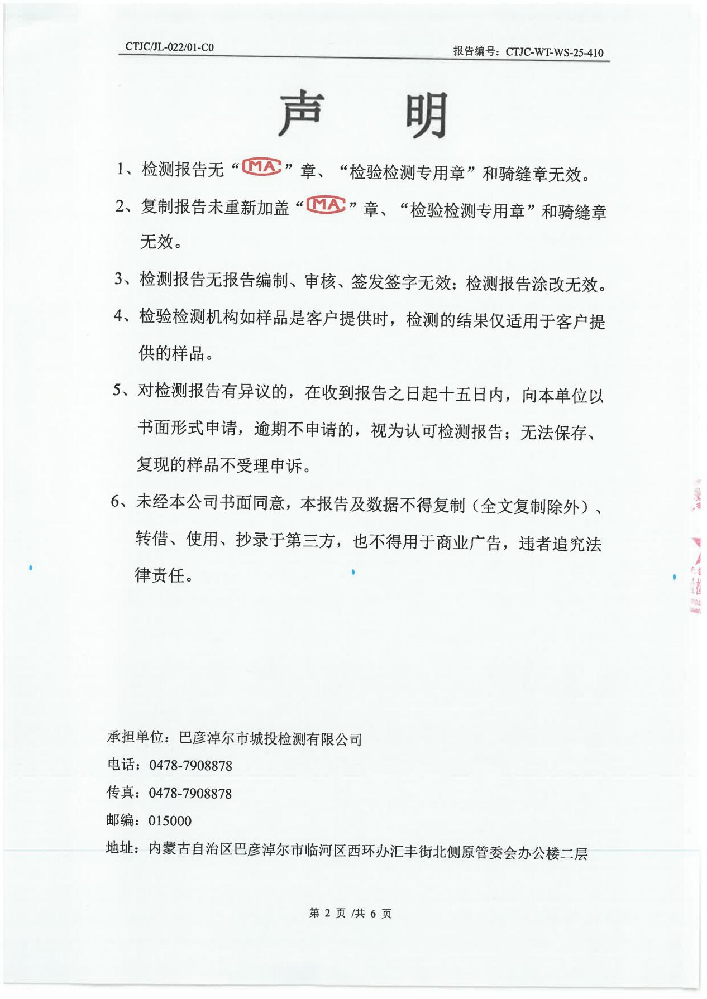 CTJC/JL-022/01-C0
报告编号：CTJC-WT-WS-25-410
声 明
1、检测报告无“CMA”章、“检验检测专用章”和骑缝章无效。
2、复制报告未重新加盖“CMA”章、“检验检测专用章”和骑缝章
无效。
3、检测报告无报告编制、审核、签发签字无效；检测报告涂改无效。
4、检验检测机构如样品是客户提供时，检测的结果仅适用于客户提
供的样品。
5、对检测报告有异议的，在收到报告之日起十五日内，向本单位以
书面形式申请，逾期不申请的，视为认可检测报告；无法保存、
复现的样品不受理申诉。
6、未经本公司书面同意，本报告及数据不得复制（全文复制除外）、
转借、使用、抄录于第三方，也不得用于商业广告，违者追究法
律责任。
承担单位：巴彦淖尔市城投检测有限公司
电话：0478-7908878
传真：0478-7908878
邮编：015000
地址：内蒙古自治区巴彦淖尔市临河区西环办汇丰街北侧原管委会办公楼二层
第 2 页 /共 6 页